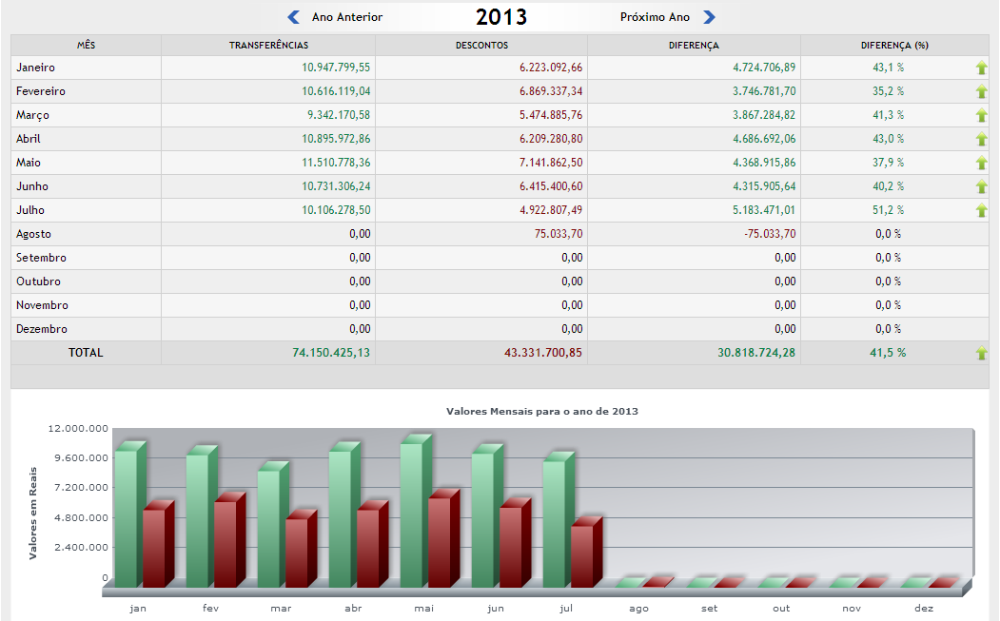 Ano Anterior 2013 Próximo Ano
MÊS TRANSFERÊNCIAS DESCONTOS DIFERENÇA DIFERENÇA (%)
Janeiro 10.947.799,55 6.223.092,66 4.724.706,89 43,1 %
Fevereiro 10.616.119,04 6.869.337,34 3.746.781,70 35,2 %
Março 9.342.170,58 5.474.885,76 3.867.284,82 41,3 %
Abril 10.895.972,86 6.209.280,80 4.686.692,06 43,0 %
Maio 11.510.778,36 7.141.862,50 4.368.915,86 37,9 %
Junho 10.731.306,24 6.415.400,60 4.315.905,64 40,2 %
Julho 10.106.278,50 4.922.807,49 5.183.471,01 51,2 %
Agosto 0,00 75.033,70 -75.033,70 0,0 %
Setembro 0,00 0,00 0,00 0,0 %
Outubro 0,00 0,00 0,00 0,0 %
Novembro 0,00 0,00 0,00 0,0 %
Dezembro 0,00 0,00 0,00 0,0 %
TOTAL 74.150.425,13 43.331.700,85 30.818.724,28 41,5 %
Valores Mensais para o ano de 2013
Valores em Reais
12.000.000
9.600.000
7.200.000
4.800.000
2.400.000
0
jan fev mar abr mai jun jul ago set out nov dez